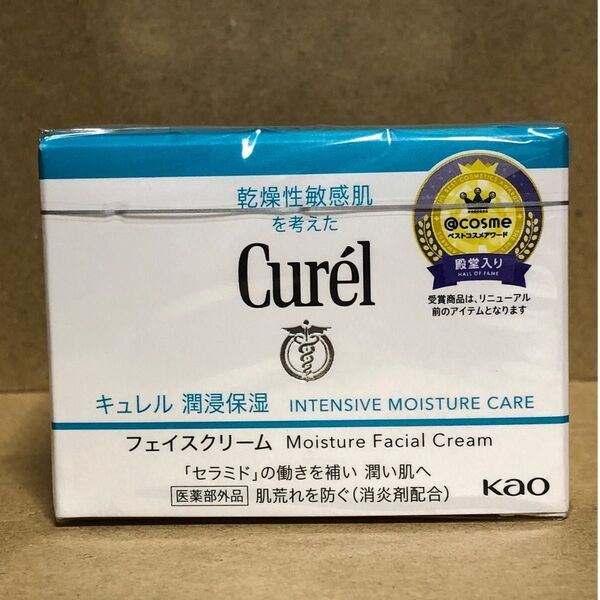 乾燥性敏感肌
を考えた
Curél
@cosme
ベストコスメアワード
殿堂入り
HALL OF FAME
受賞商品は、リニューアル
前のアイテムとなります
キュレル 潤浸保湿 INTENSIVE MOISTURE CARE
フェイスクリーム Moisture Facial Cream
「セラミド」の働きを補い 潤い肌へ
医薬部外品 肌荒れを防ぐ(消炎剤配合)
Kao